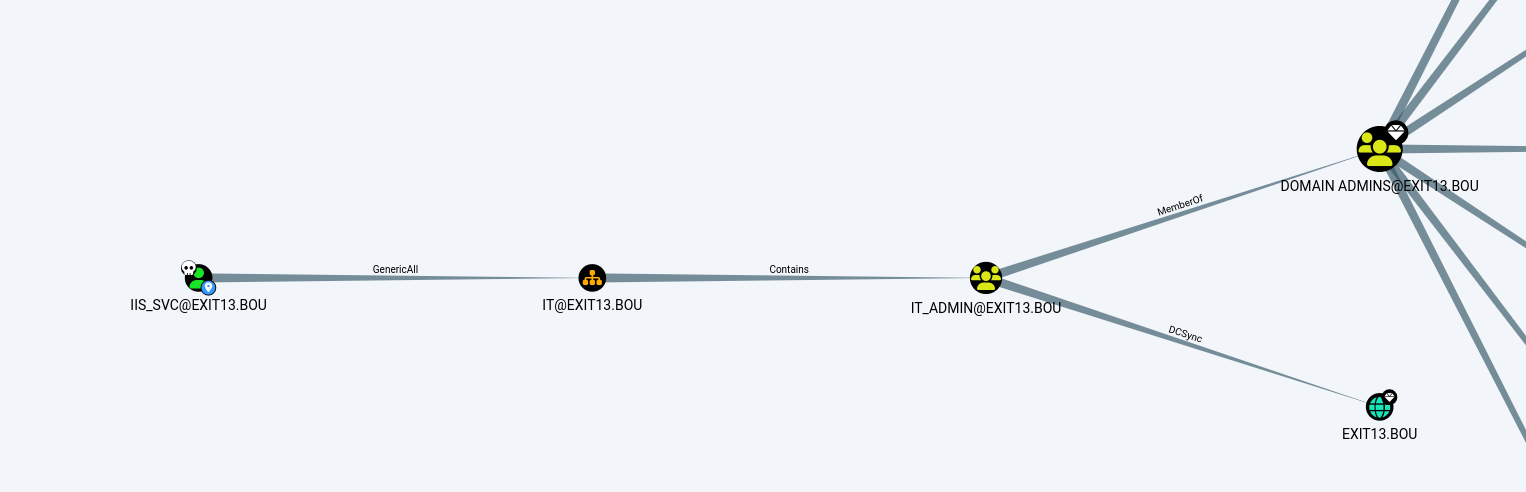 DOMAIN ADMINS@EXIT13.BOU
MemberOf
GenericAll
Contains
IIS_SVC@EXIT13.BOU
IT@EXIT13.BOU
IT_ADMIN@EXIT13.BOU
DCSync
EXIT13.BOU